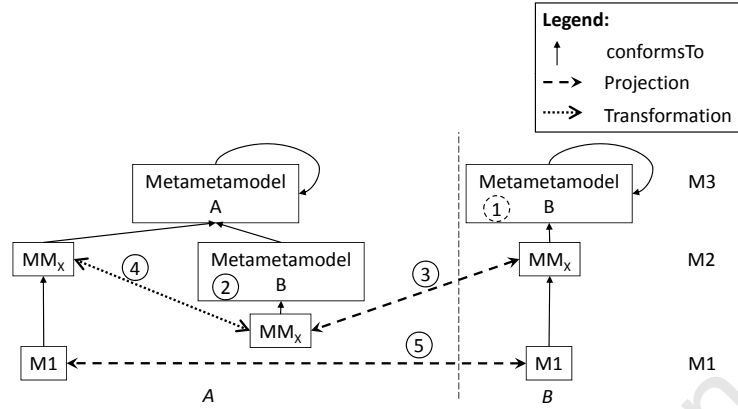 Legend:
conformsTo
Projection
Transformation
Metametamodel
A
Metametamodel
1 B
M3
MMx
4
Metametamodel
2 B
3
MMx
M2
MMx
M1
5
M1
M1
A
B